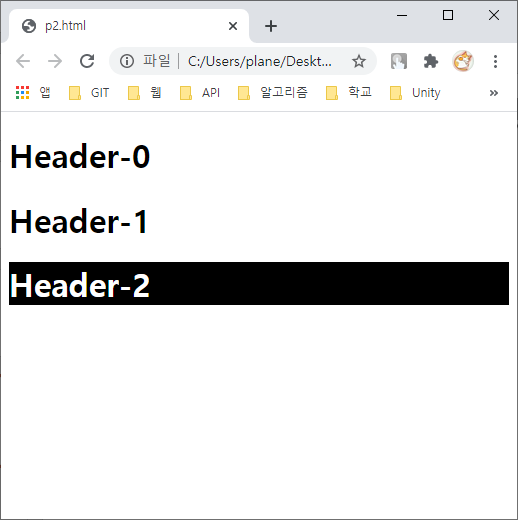 p2.html
파일 C:/Users/plane/Deskt...
앱 GIT 웹 API 알고리즘 학교 Unity
Header-0
Header-1
Header-2